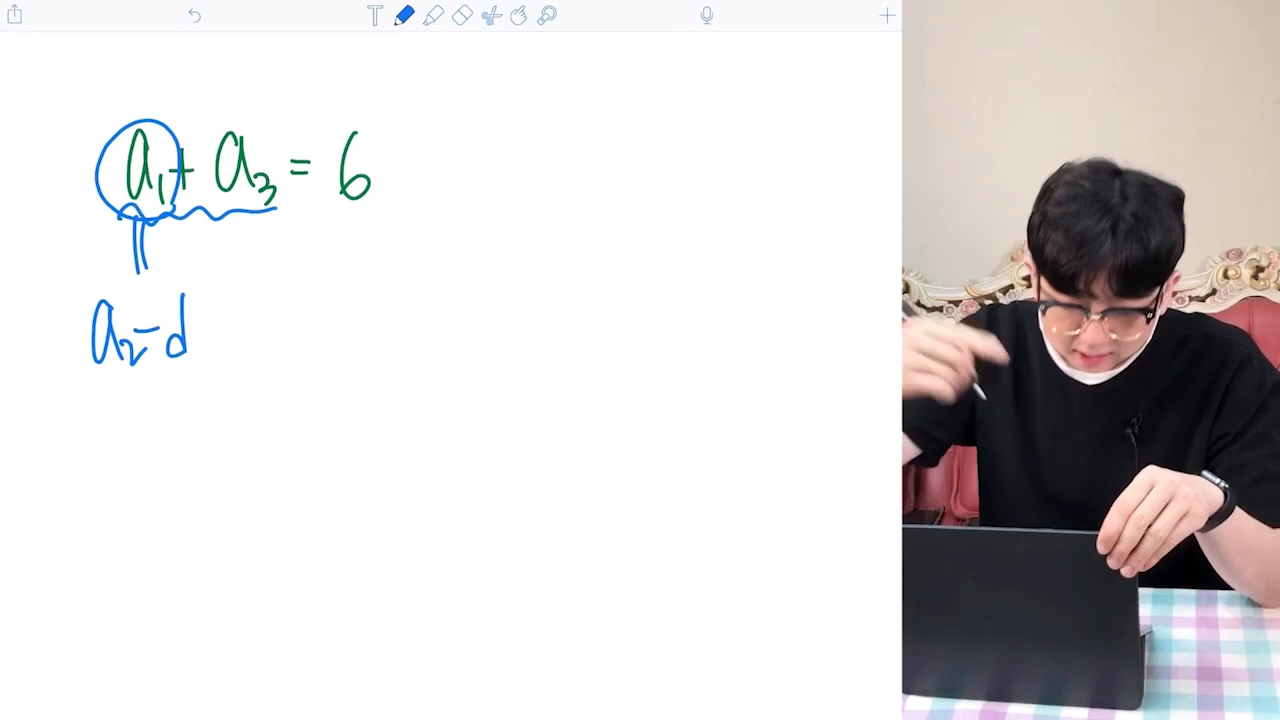 a₁ + a₃ = 6
||
a₂ - d